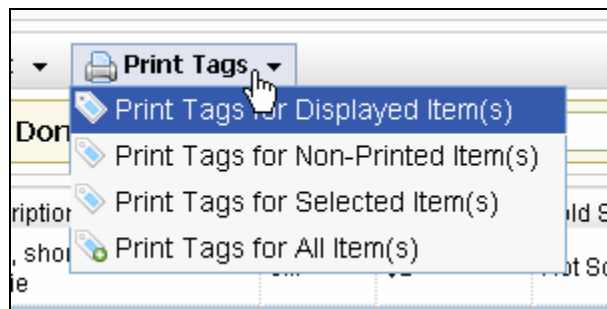 Print Tags
Print Tags for Displayed Item(s)
Don
Print Tags for Non-Printed Item(s)
Print Tags for Selected Item(s)
Print Tags for All Item(s)